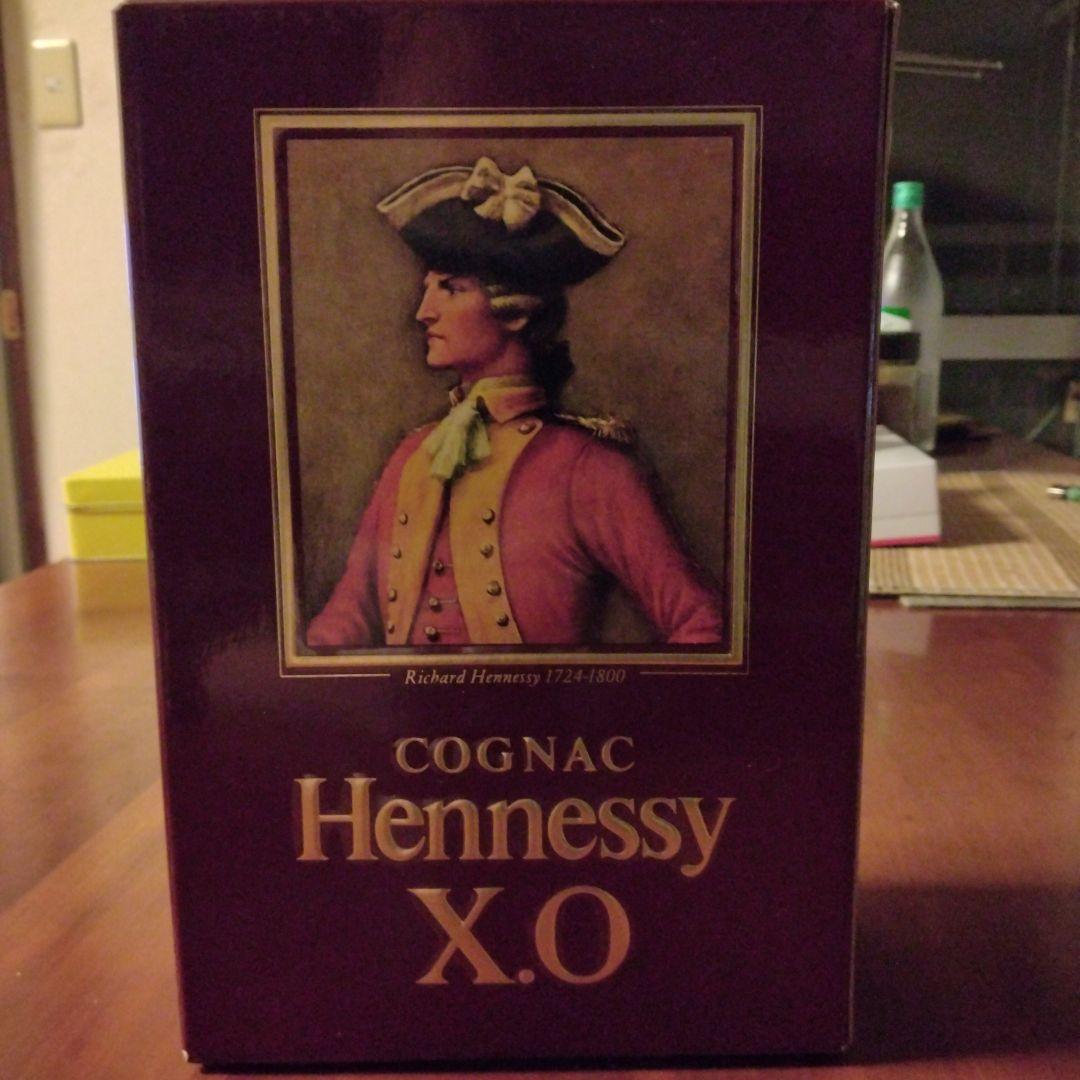 Richard Hennessy 1724-1800
COGNAC
Hennessy
X.O